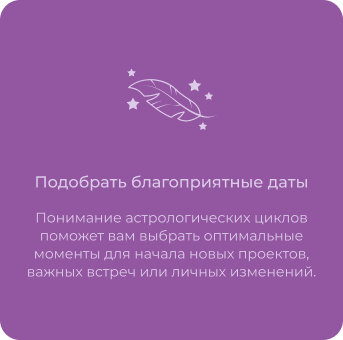 Подобрать благоприятные даты
Понимание астрологических циклов
поможет вам выбрать оптимальные
моменты для начала новых проектов,
важных встреч или личных изменений.